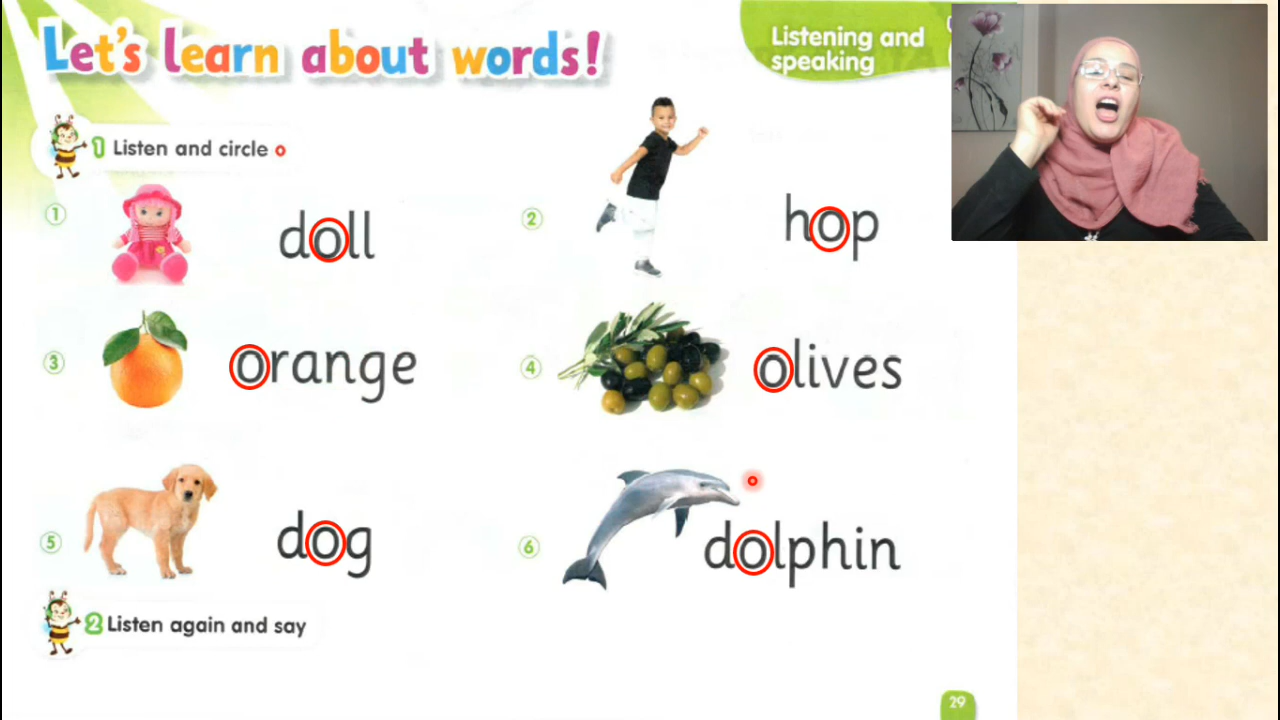 Let's learn about words!
Listening and
speaking
1 Listen and circle o
1 doll
2 hop
3 orange
4 olives
5 dog
6 dolphin
2 Listen again and say
29